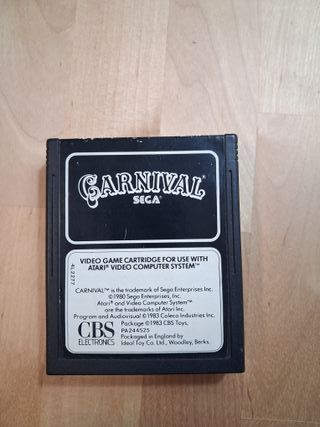 CARNIVAL®
SEGA®
VIDEO GAME CARTRIDGE FOR USE WITH
ATARI® VIDEO COMPUTER SYSTEM™
4L2277
CARNIVAL™ is the trademark of Sega Enterprises Inc.
©1980 Sega Enterprises, Inc.
Atari® and Video Computer System™
are the trademarks of Atari Inc.
Program and Audiovisual ©1983 Coleco Industries Inc.
Package ©1983 CBS Toys,
PA244525
Packaged in England by
Ideal Toy Co. Ltd., Woodley, Berks.
CBS
ELECTRONICS